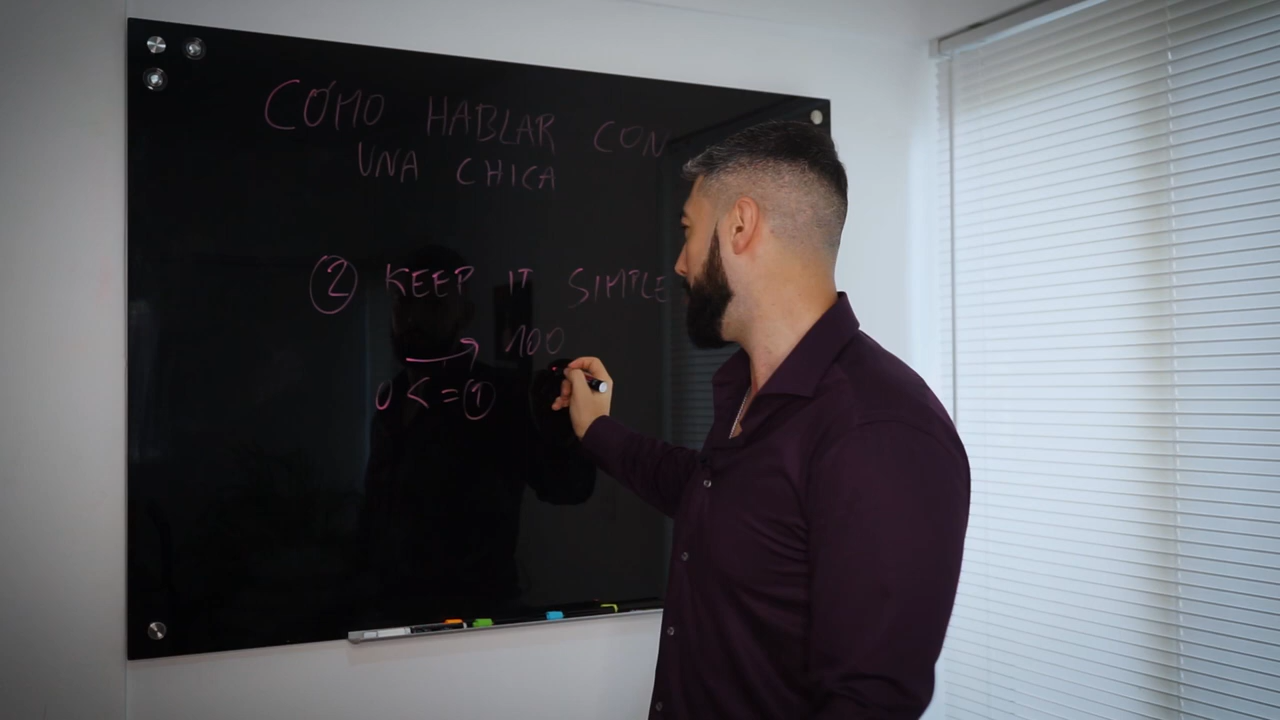 CÓMO HABLAR CON
UNA CHICA
② KEEP IT SIMPLE
→ 100
0 < = ①